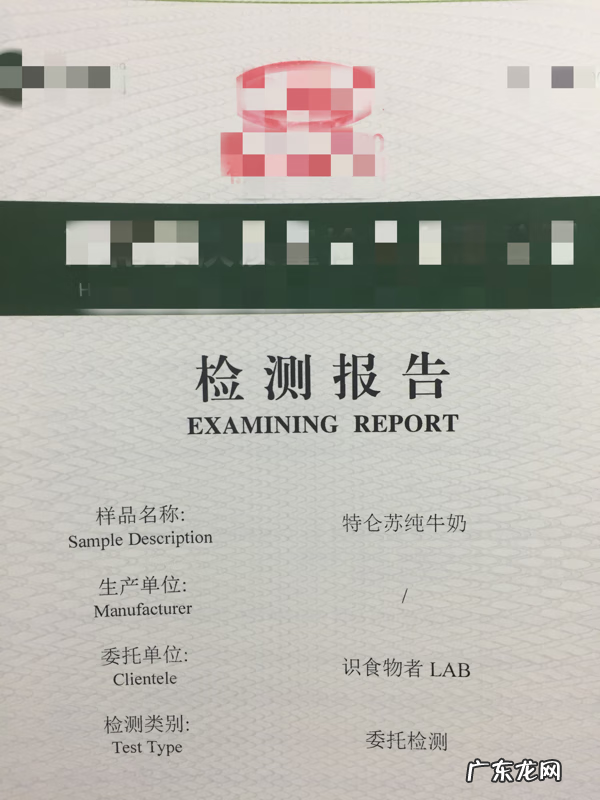 检测报告
EXAMINING REPORT
样品名称:
Sample Description
特仑苏纯牛奶
生产单位:
Manufacturer
/
委托单位:
Clientele
识食物者 LAB
检测类别:
Test Type
委托检测
广东龙网